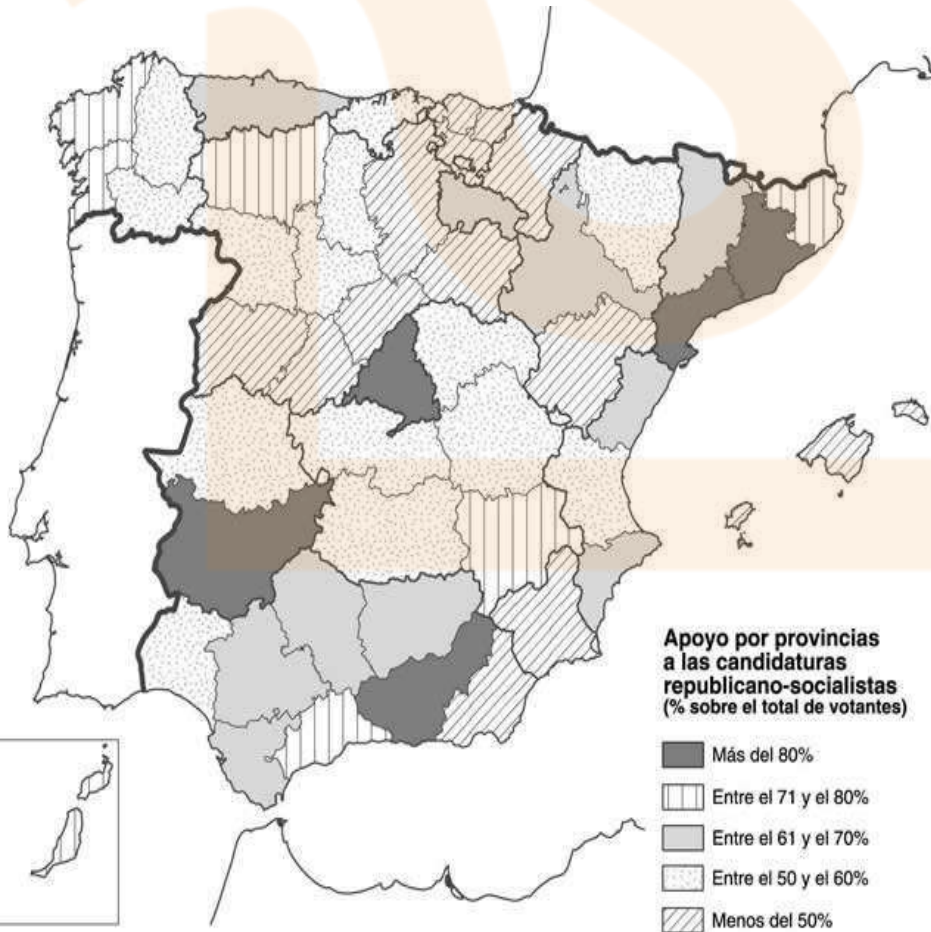 Apoyo por provincias
a las candidaturas
republicano-socialistas
(% sobre el total de votantes)
Más del 80%
Entre el 71 y el 80%
Entre el 61 y el 70%
Entre el 50 y el 60%
Menos del 50%